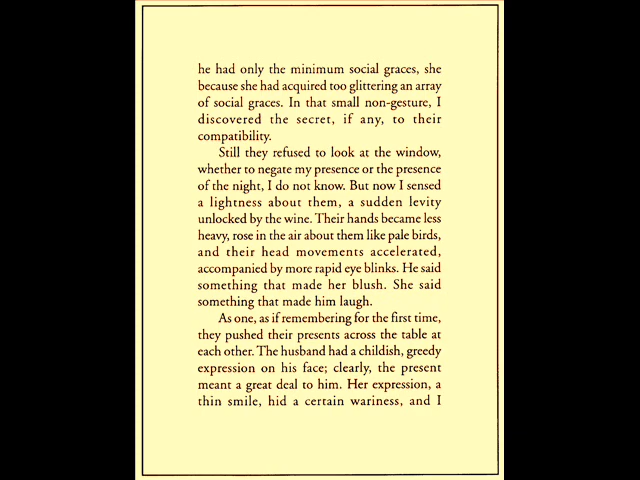 he had only the minimum social graces, she
because she had acquired too glittering an array
of social graces. In that small non-gesture, I
discovered the secret, if any, to their
compatibility.
Still they refused to look at the window,
whether to negate my presence or the presence
of the night, I do not know. But now I sensed
a lightness about them, a sudden levity
unlocked by the wine. Their hands became less
heavy, rose in the air about them like pale birds,
and their head movements accelerated,
accompanied by more rapid eye blinks. He said
something that made her blush. She said
something that made him laugh.
As one, as if remembering for the first time,
they pushed their presents across the table at
each other. The husband had a childish, greedy
expression on his face; clearly, the present
meant a great deal to him. Her expression, a
thin smile, hid a certain wariness, and I